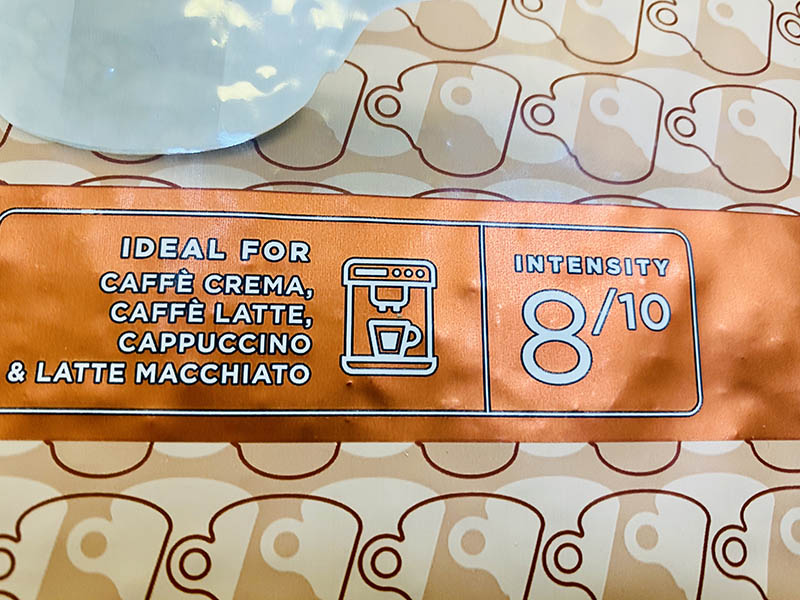 IDEAL FOR
CAFFÈ CREMA,
CAFFÈ LATTE,
CAPPUCCINO
& LATTE MACCHIATO
INTENSITY
8/10